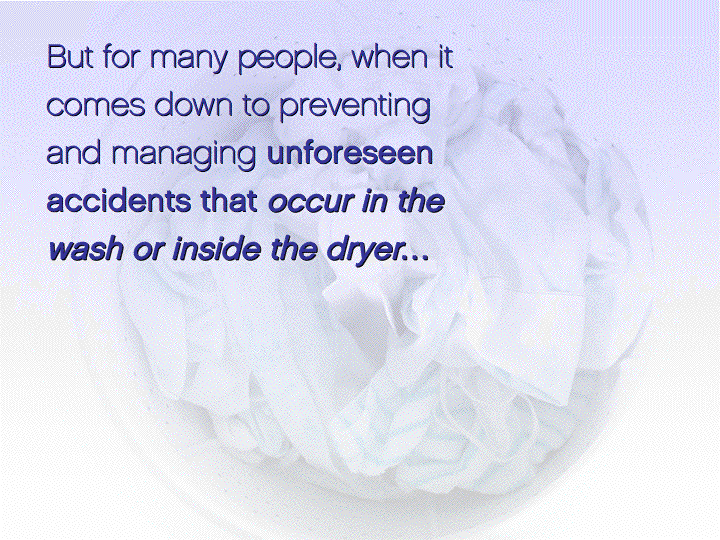 But for many people, when it
comes down to preventing
and managing unforeseen
accidents that occur in the
wash or inside the dryer...